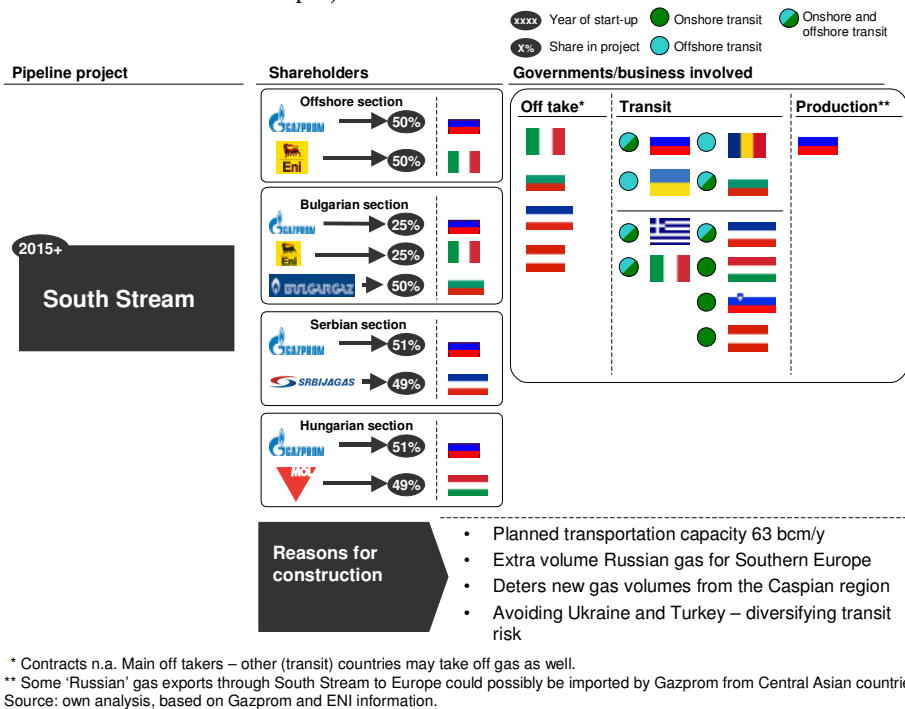 xxxx Year of start-up Onshore transit Onshore and
offshore transit
X% Share in project Offshore transit
Pipeline project Shareholders Governments/business involved
Offshore section
GAZPROM 50%
Eni 50%
Bulgarian section
GAZPROM 25%
Eni 25%
BULGARGAZ 50%
Serbian section
GAZPROM 51%
SRBIJAGAS 49%
Hungarian section
GAZPROM 51%
MOL 49%
Off take* Transit Production**
2015+
South Stream
Reasons for
construction
• Planned transportation capacity 63 bcm/y
• Extra volume Russian gas for Southern Europe
• Deters new gas volumes from the Caspian region
• Avoiding Ukraine and Turkey – diversifying transit
risk
* Contracts n.a. Main off takers – other (transit) countries may take off gas as well.
** Some ‘Russian’ gas exports through South Stream to Europe could possibly be imported by Gazprom from Central Asian countrie
Source: own analysis, based on Gazprom and ENI information.